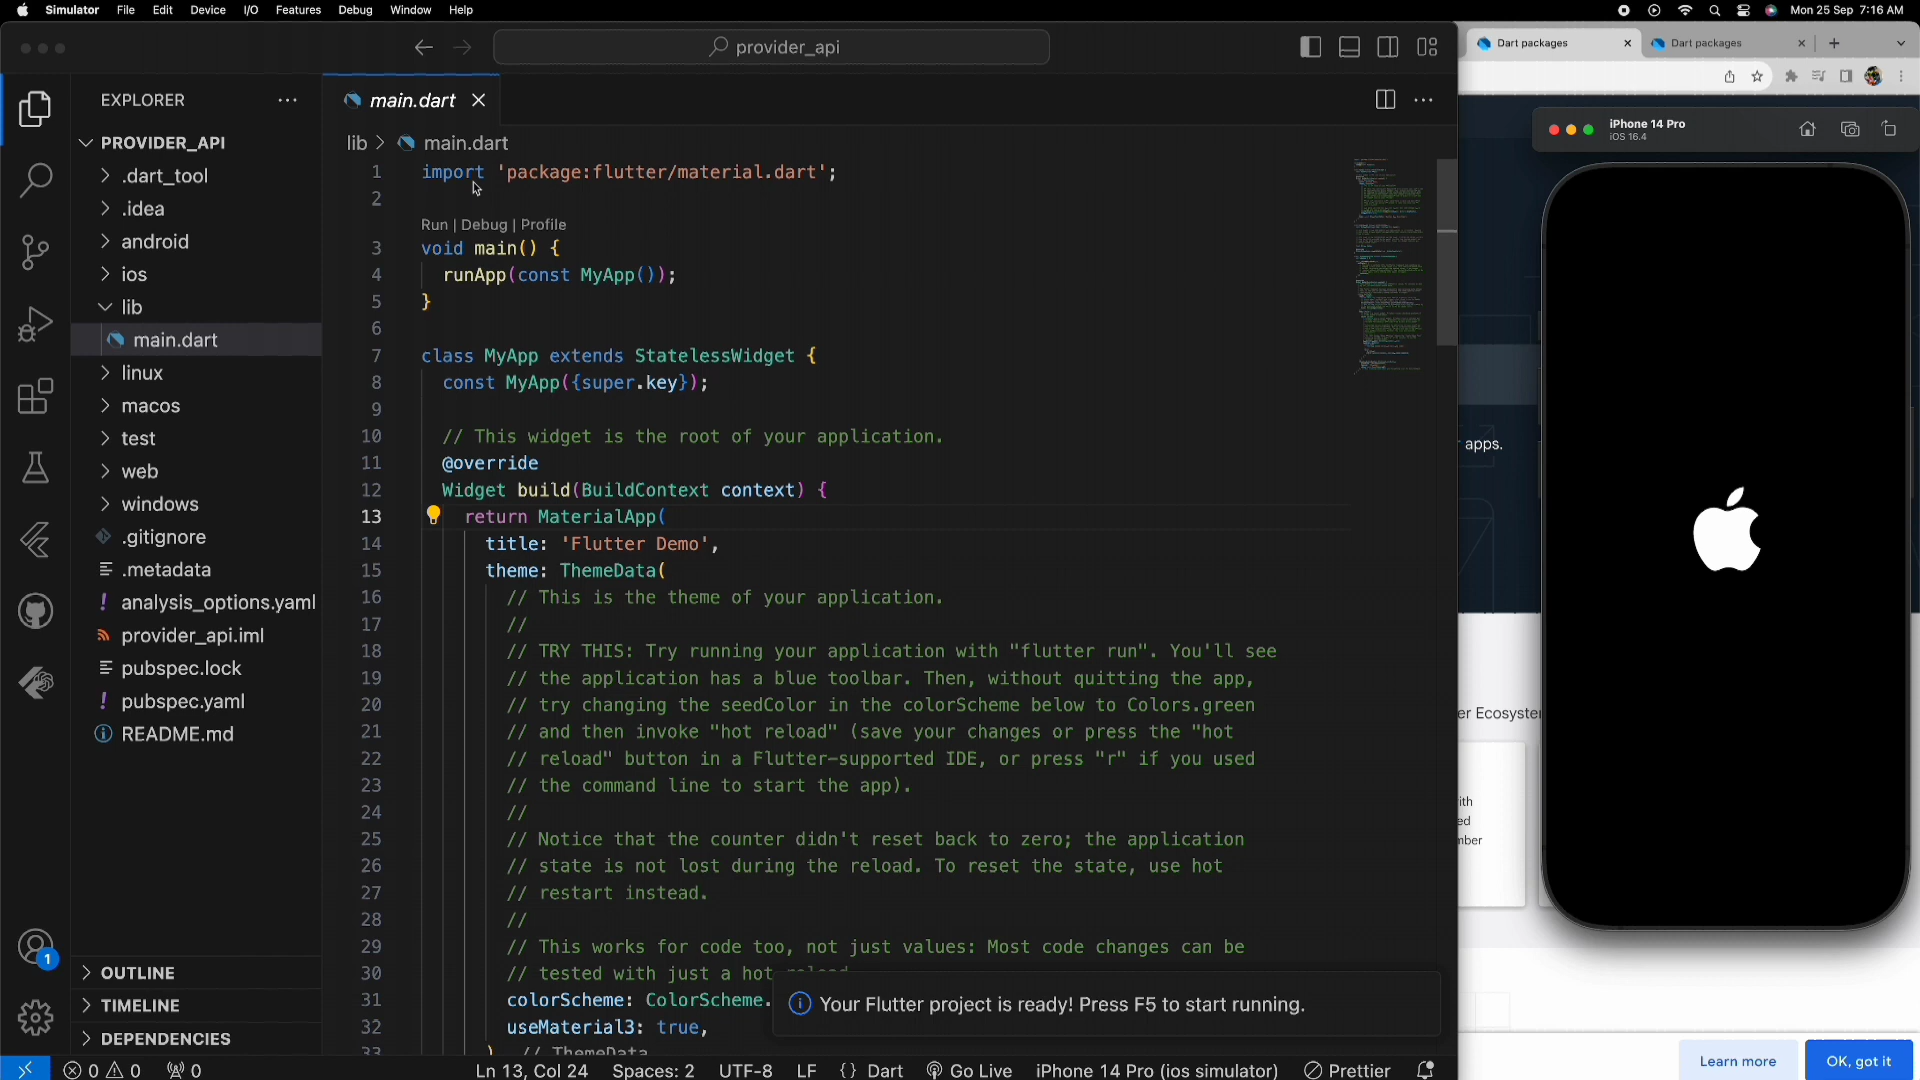 Simulator File Edit Device I/O Features Debug Window Help
Mon 25 Sep 7:16 AM
provider_api
Dart packages
Dart packages
EXPLORER
PROVIDER_API
.dart_tool
.idea
android
ios
lib
main.dart
linux
macos
test
web
windows
.gitignore
.metadata
analysis_options.yaml
provider_api.iml
pubspec.lock
pubspec.yaml
README.md
OUTLINE
TIMELINE
DEPENDENCIES
1
main.dart
lib > main.dart
1 import 'package:flutter/material.dart';
2
Run | Debug | Profile
3 void main() {
4 runApp(const MyApp());
5 }
6
7 class MyApp extends StatelessWidget {
8 const MyApp({super.key});
9
10 // This widget is the root of your application.
11 @override
12 Widget build(BuildContext context) {
13 return MaterialApp(
14 title: 'Flutter Demo',
15 theme: ThemeData(
16 // This is the theme of your application.
17 //
18 // TRY THIS: Try running your application with "flutter run". You'll see
19 // the application has a blue toolbar. Then, without quitting the app,
20 // try changing the seedColor in the colorScheme below to Colors.green
21 // and then invoke "hot reload" (save your changes or press the "hot
22 // reload" button in a Flutter-supported IDE, or press "r" if you used
23 // the command line to start the app).
24 //
25 // Notice that the counter didn't reset back to zero; the application
26 // state is not lost during the reload. To reset the state, use hot
27 // restart instead.
28 //
29 // This works for code too, not just values: Most code changes can be
30 // tested with just a hot reload.
31 colorScheme: ColorScheme.
32 useMaterial3: true,
33 ) // ThemeData
Your Flutter project is ready! Press F5 to start running.
0 0 0
Ln 13, Col 24 Spaces: 2 UTF-8 LF {} Dart Go Live iPhone 14 Pro (ios simulator) Prettier
iPhone 14 Pro
iOS 16.4
apps.
er Ecosyste
ith
ed
mber
Learn more
OK, got it